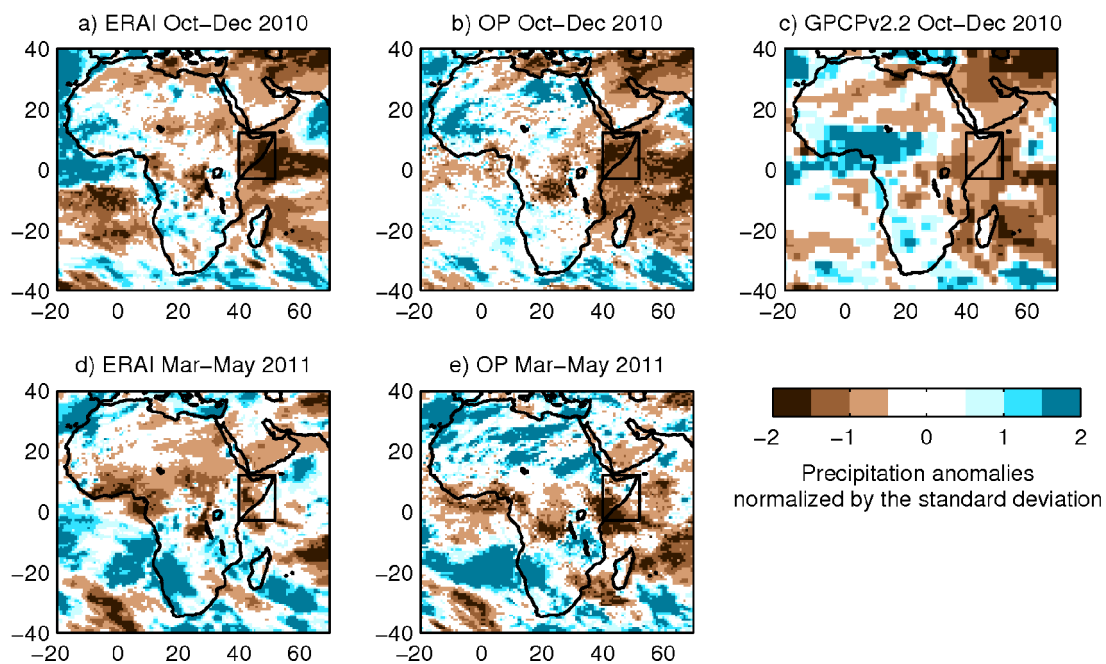 a) ERAI Oct−Dec 2010
b) OP Oct−Dec 2010
c) GPCPv2.2 Oct−Dec 2010
40
20
0
−20
−40
−20 0 20 40 60
40
20
0
−20
−40
−20 0 20 40 60
40
20
0
−20
−40
−20 0 20 40 60
d) ERAI Mar−May 2011
e) OP Mar−May 2011
40
20
0
−20
−40
−20 0 20 40 60
40
20
0
−20
−40
−20 0 20 40 60
−2 −1 0 1 2
Precipitation anomalies
normalized by the standard deviation